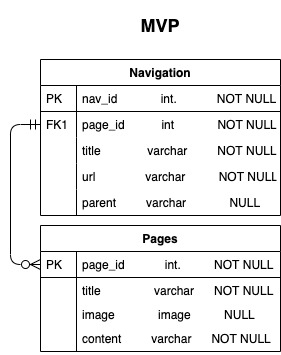 MVP
Navigation
PK nav_id int. NOT NULL
FK1 page_id int NOT NULL
title varchar NOT NULL
url varchar NOT NULL
parent varchar NULL
Pages
PK page_id int. NOT NULL
title varchar NOT NULL
image image NULL
content varchar NOT NULL